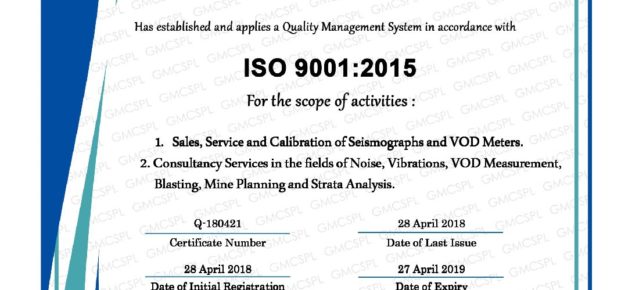 Has established and applies a Quality Management System in accordance with
ISO 9001:2015
For the scope of activities :
1. Sales, Service and Calibration of Seismographs and VOD Meters.
2. Consultancy Services in the fields of Noise, Vibrations, VOD Measurement,
Blasting, Mine Planning and Strata Analysis.
Q-180421
Certificate Number
28 April 2018
Date of Last Issue
28 April 2018
Date of Initial Registration
27 April 2019
Date of Expiry
GMCSPL